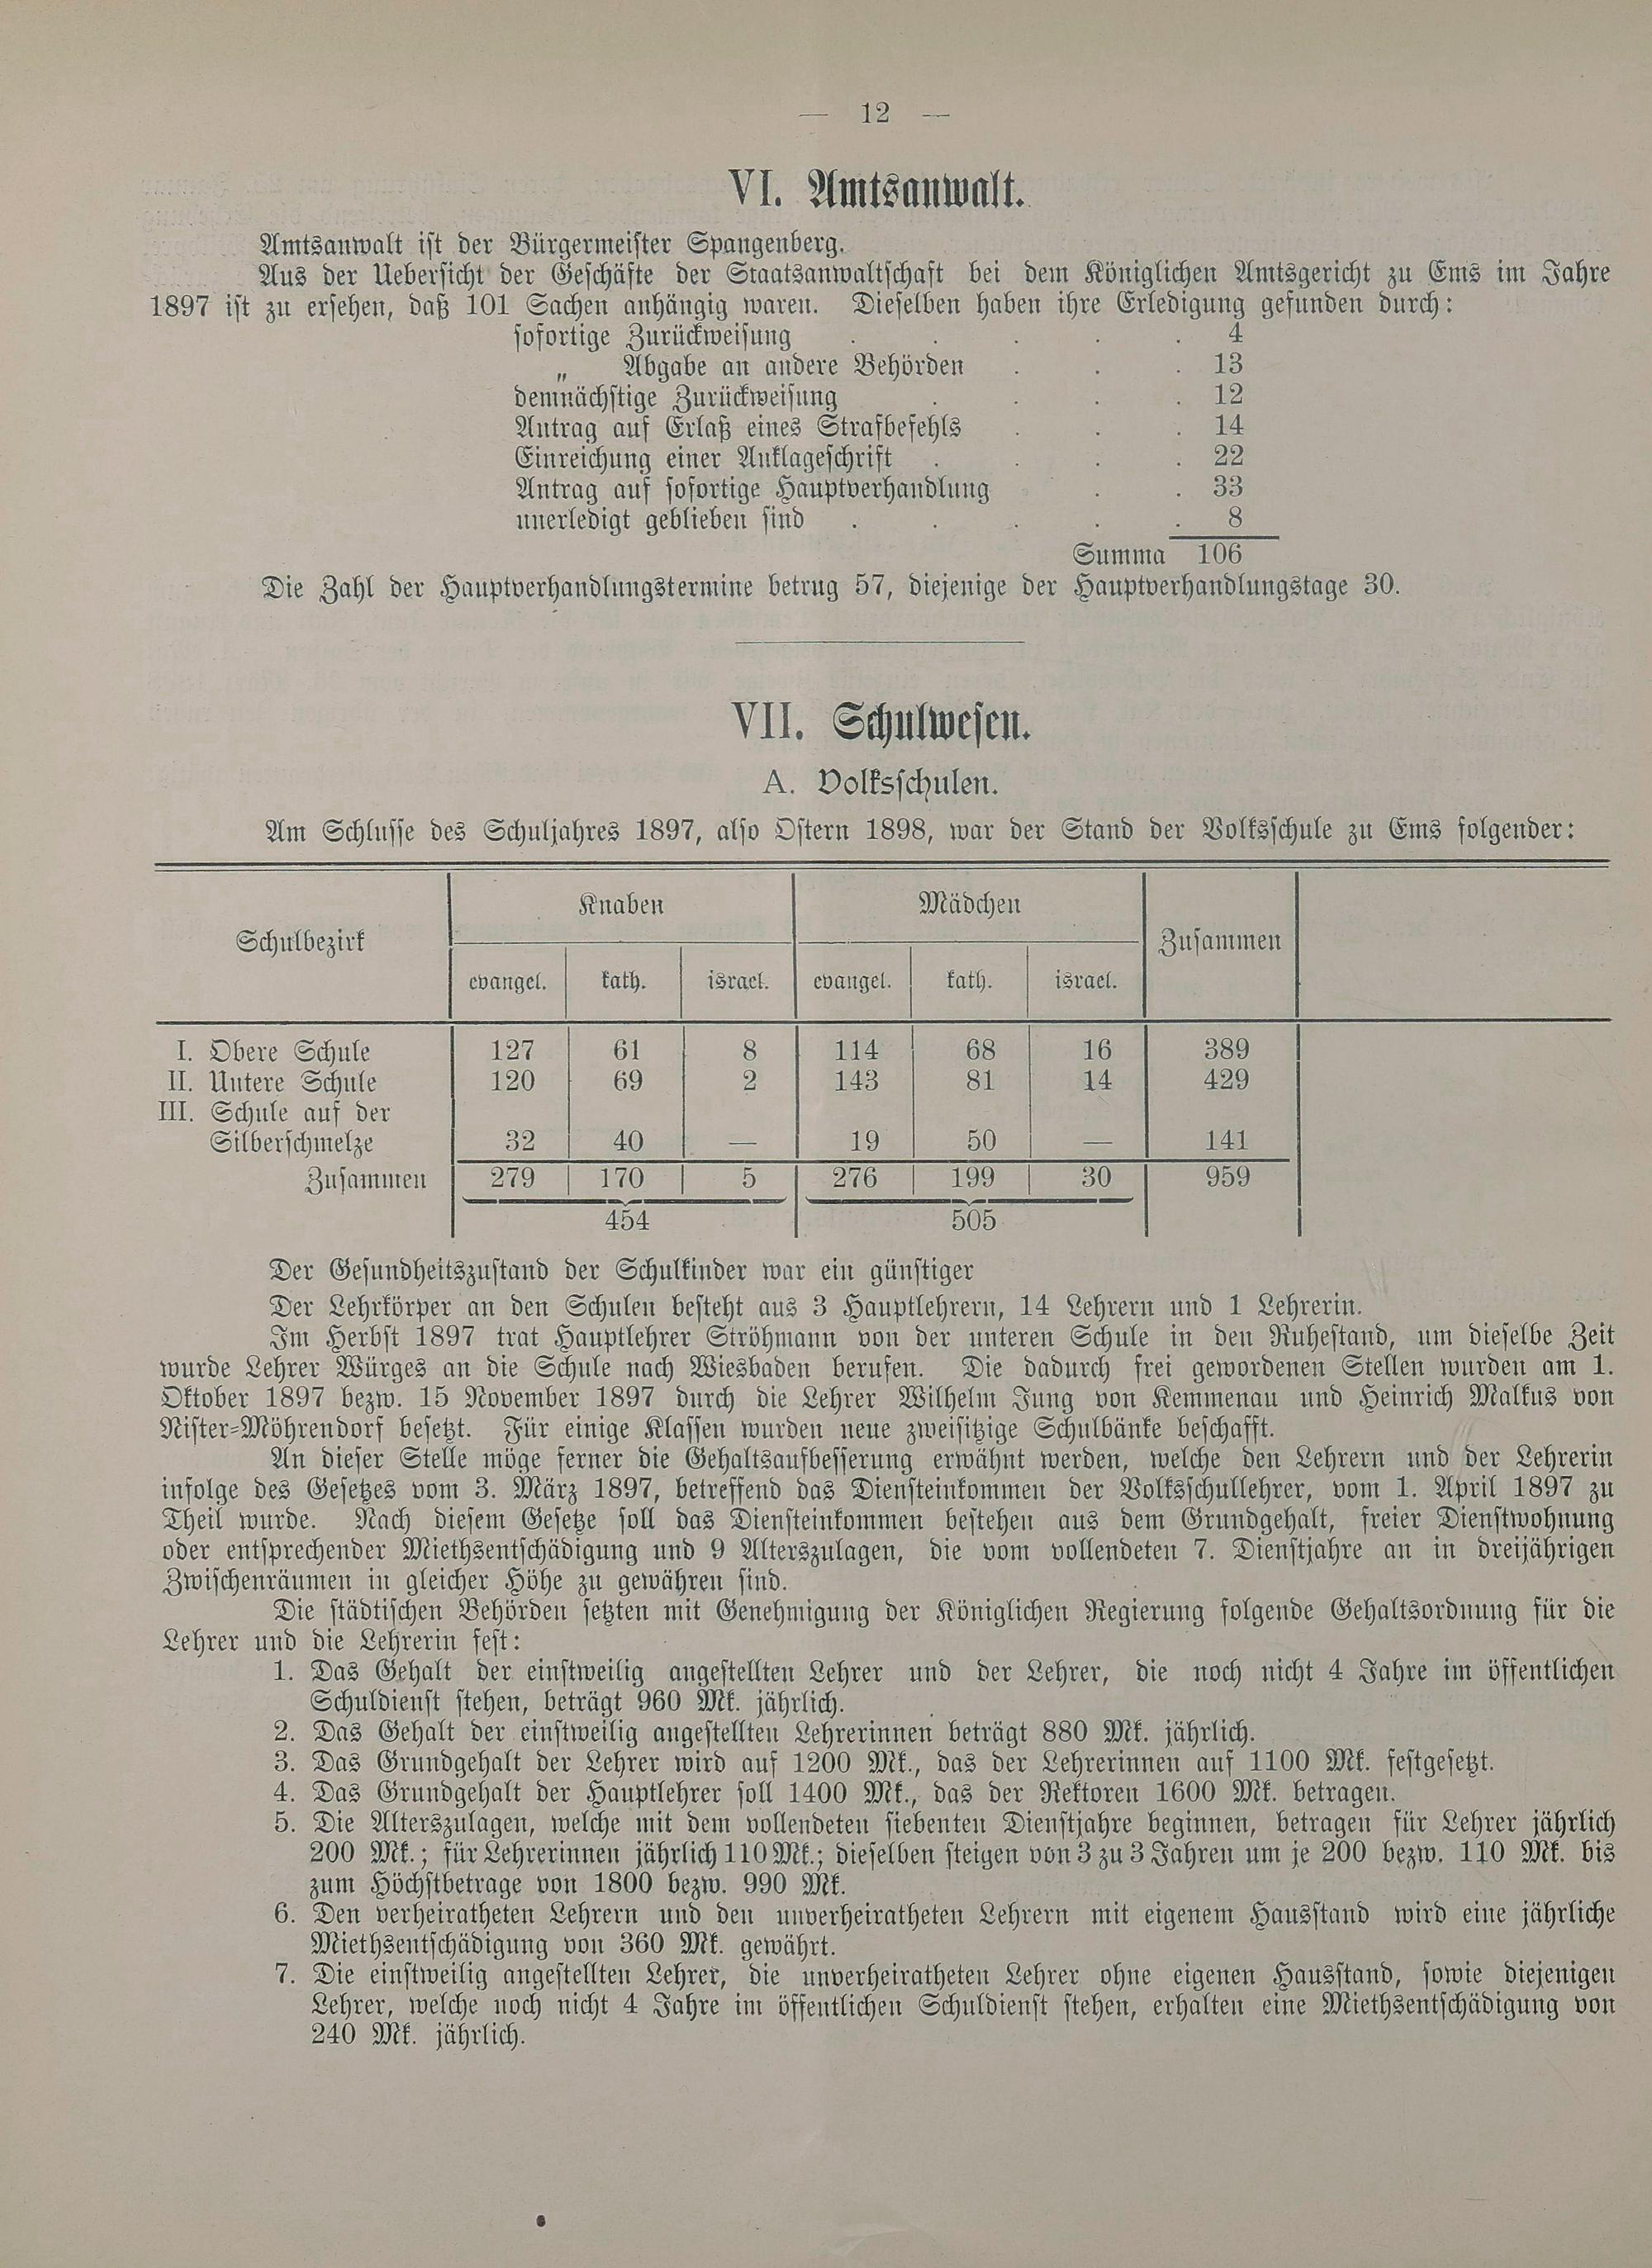 — 12 —
VI. Amtsanwalt.
Amtsanwalt ist der Bürgermeister Spangenberg.
Aus der Uebersicht der Geschäfte der Staatsanwaltschaft bei dem Königlichen Amtsgericht zu Ems im Jahre
1897 ist zu ersehen, daß 101 Sachen anhängig waren. Dieselben haben ihre Erledigung gefunden durch:
sofortige Zurückweisung . . . . . 4
„ Abgabe an andere Behörden . . . 13
demnächstige Zurückweisung . . . . 12
Antrag auf Erlaß eines Strafbefehls . . . 14
Einreichung einer Anklageschrift . . . . 22
Antrag auf sofortige Hauptverhandlung . . 33
unerledigt geblieben sind . . . . . 8
Summa 106
Die Zahl der Hauptverhandlungstermine betrug 57, diejenige der Hauptverhandlungstage 30.
VII. Schulwesen.
A. Volksschulen.
Am Schlusse des Schuljahres 1897, also Ostern 1898, war der Stand der Volksschule zu Ems folgender:
Schulbezirk Knaben Mädchen Zusammen
evangel. kath. israel. evangel. kath. israel.
I. Obere Schule 127 61 8 114 68 16 389
II. Untere Schule 120 69 2 143 81 14 429
III. Schule auf der
Silberschmelze 32 40 — 19 50 — 141
Zusammen 279 170 5 276 199 30 959
454 505
Der Gesundheitszustand der Schulkinder war ein günstiger
Der Lehrkörper an den Schulen besteht aus 3 Hauptlehrern, 14 Lehrern und 1 Lehrerin.
Im Herbst 1897 trat Hauptlehrer Ströhmann von der unteren Schule in den Ruhestand, um dieselbe Zeit
wurde Lehrer Würges an die Schule nach Wiesbaden berufen. Die dadurch frei gewordenen Stellen wurden am 1.
Oktober 1897 bezw. 15 November 1897 durch die Lehrer Wilhelm Jung von Kemmenau und Heinrich Malkus von
Nister-Möhrendorf besetzt. Für einige Klassen wurden neue zweisitzige Schulbänke beschafft.
An dieser Stelle möge ferner die Gehaltsaufbesserung erwähnt werden, welche den Lehrern und der Lehrerin
infolge des Gesetzes vom 3. März 1897, betreffend das Diensteinkommen der Volksschullehrer, vom 1. April 1897 zu
Theil wurde. Nach diesem Gesetze soll das Diensteinkommen bestehen aus dem Grundgehalt, freier Dienstwohnung
oder entsprechender Miethsentschädigung und 9 Alterszulagen, die vom vollendeten 7. Dienstjahre an in dreijährigen
Zwischenräumen in gleicher Höhe zu gewähren sind.
Die städtischen Behörden setzten mit Genehmigung der Königlichen Regierung folgende Gehaltsordnung für die
Lehrer und die Lehrerin fest:
1. Das Gehalt der einstweilig angestellten Lehrer und der Lehrer, die noch nicht 4 Jahre im öffentlichen
Schuldienst stehen, beträgt 960 Mk. jährlich.
2. Das Gehalt der einstweilig angestellten Lehrerinnen beträgt 880 Mk. jährlich.
3. Das Grundgehalt der Lehrer wird auf 1200 Mk., das der Lehrerinnen auf 1100 Mk. festgesetzt.
4. Das Grundgehalt der Hauptlehrer soll 1400 Mk., das der Rektoren 1600 Mk. betragen.
5. Die Alterszulagen, welche mit dem vollendeten siebenten Dienstjahre beginnen, betragen für Lehrer jährlich
200 Mk.; für Lehrerinnen jährlich 110 Mk.; dieselben steigen von 3 zu 3 Jahren um je 200 bezw. 110 Mk. bis
zum Höchstbetrage von 1800 bezw. 990 Mk.
6. Den verheiratheten Lehrern und den unverheiratheten Lehrern mit eigenem Hausstand wird eine jährliche
Miethsentschädigung von 360 Mk. gewährt.
7. Die einstweilig angestellten Lehrer, die unverheiratheten Lehrer ohne eigenen Hausstand, sowie diejenigen
Lehrer, welche noch nicht 4 Jahre im öffentlichen Schuldienst stehen, erhalten eine Miethsentschädigung von
240 Mk. jährlich.